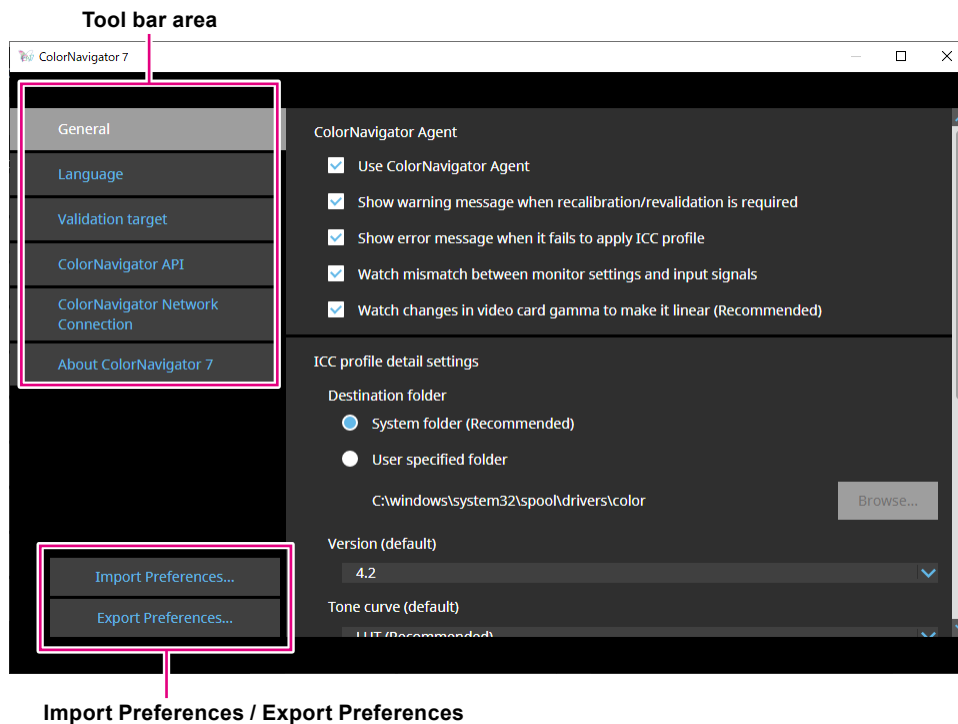 Tool bar area
ColorNavigator 7
General
Language
Validation target
ColorNavigator API
ColorNavigator Network
Connection
About ColorNavigator 7
Import Preferences...
Export Preferences...
ColorNavigator Agent
Use ColorNavigator Agent
Show warning message when recalibration/revalidation is required
Show error message when it fails to apply ICC profile
Watch mismatch between monitor settings and input signals
Watch changes in video card gamma to make it linear (Recommended)
ICC profile detail settings
Destination folder
System folder (Recommended)
User specified folder
C:\windows\system32\spool\drivers\color
Browse...
Version (default)
4.2
Tone curve (default)
LUT (Recommended)
Import Preferences / Export Preferences